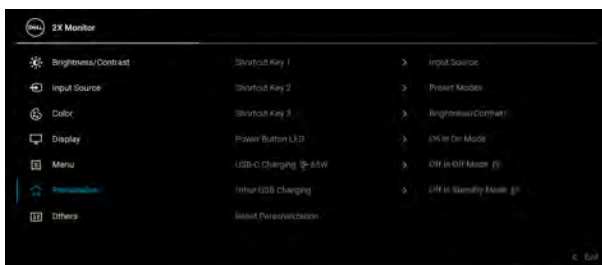 DELL
2X Monitor
Brightness/Contrast
Shortcut Key 1 > Input Source
Input Source
Shortcut Key 2 > Preset Modes
Color
Shortcut Key 3 > Brightness/Contrast
Display
Power Button LED > On in On Mode
Menu
USB-C Charging 65W > Off in Off Mode
Personalize
Other USB Charging > Off in Standby Mode
Others
Reset Personalization
< Exit